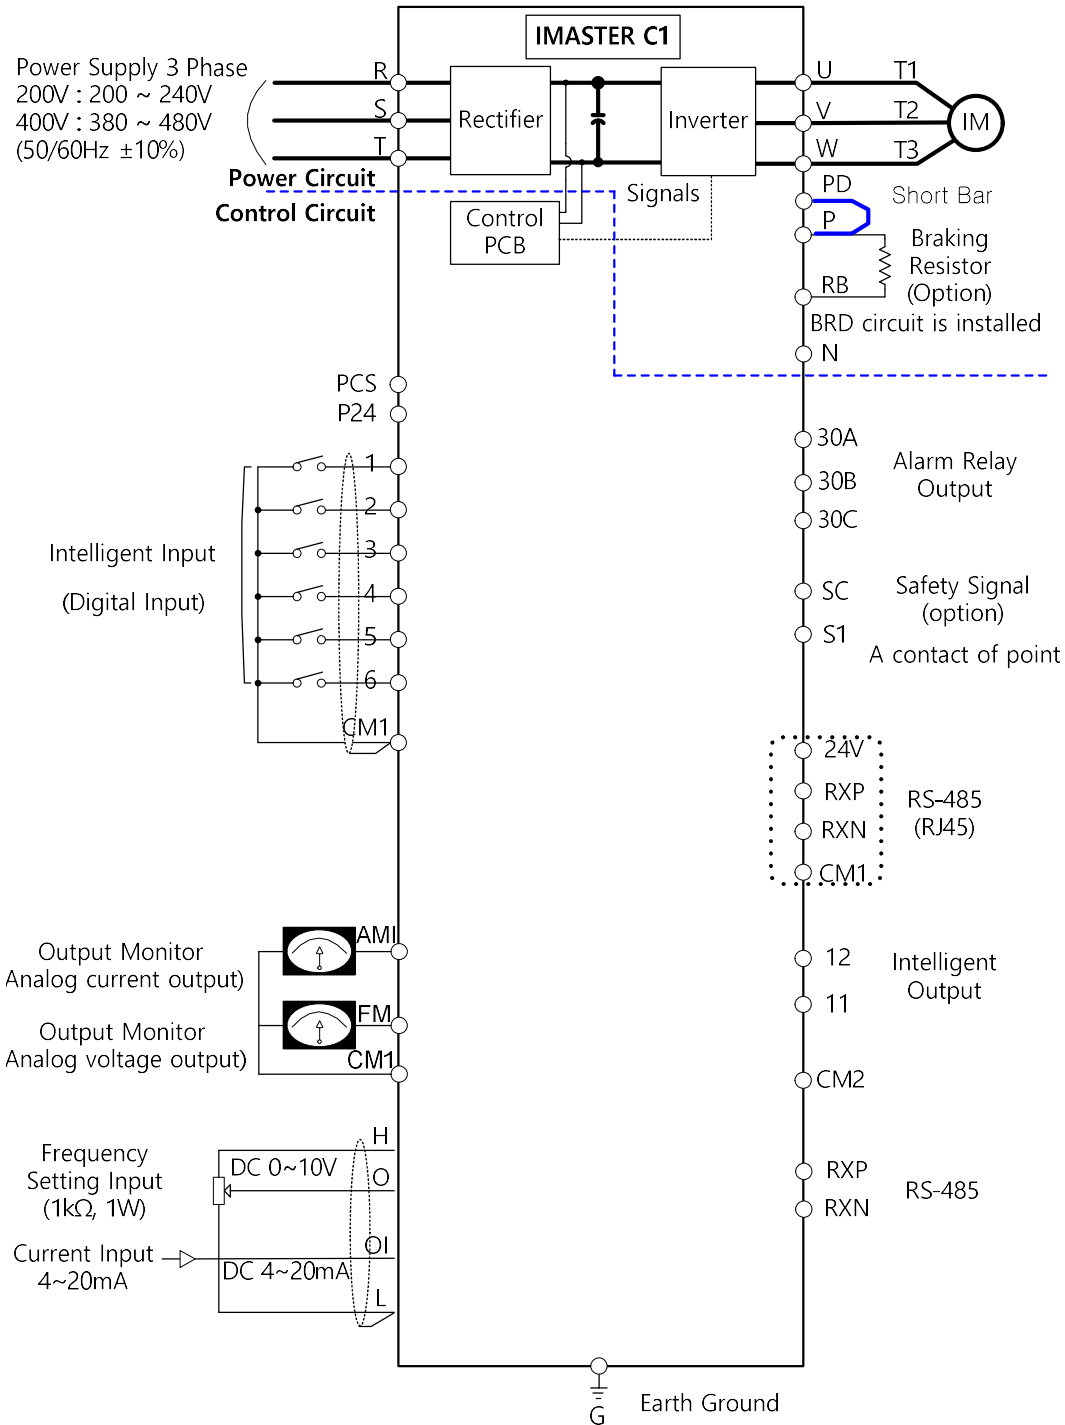 IMASTER C1
Power Supply 3 Phase
200V : 200 ~ 240V
400V : 380 ~ 480V
(50/60Hz ±10%)
R
S
T
Rectifier
Inverter
U
V
W
T1
T2
T3
IM
Power Circuit
Control Circuit
Signals
Control
PCB
PD
P
Short Bar
Braking
Resistor
(Option)
RB
BRD circuit is installed
N
PCS
P24
1
2
3
4
5
6
CM1
Intelligent Input
(Digital Input)
30A
30B
30C
Alarm Relay
Output
SC
S1
Safety Signal
(option)
A contact of point
24V
RXP
RXN
CM1
RS-485
(RJ45)
Output Monitor
Analog current output)
AMI
Output Monitor
Analog voltage output)
FM
CM1
12
11
Intelligent
Output
CM2
Frequency
Setting Input
(1kΩ, 1W)
H
DC 0~10V
O
Current Input
4~20mA
OI
DC 4~20mA
L
RXP
RXN
RS-485
G
Earth Ground